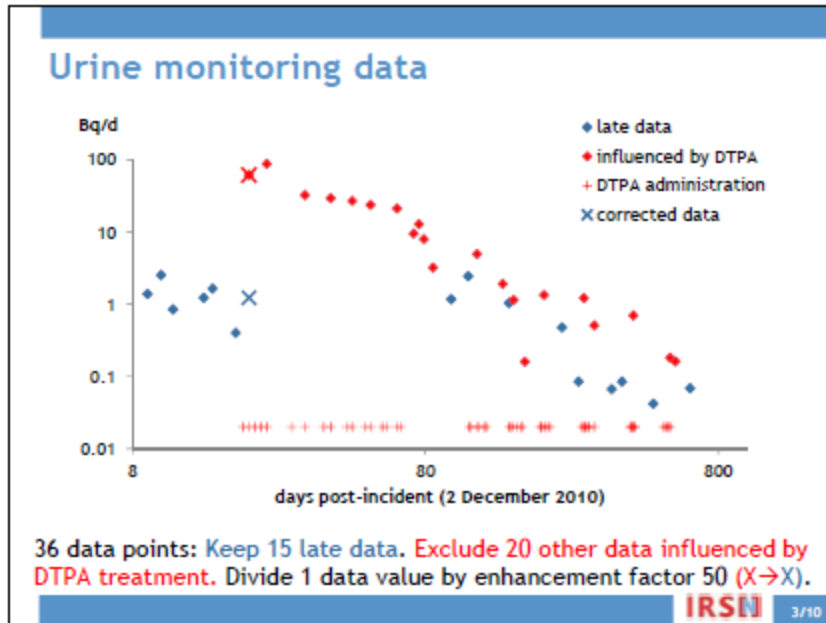 Urine monitoring data
Bq/d
late data
influenced by DTPA
DTPA administration
corrected data
100
10
1
0.1
0.01
8
80
800
days post-incident (2 December 2010)
36 data points: Keep 15 late data. Exclude 20 other data influenced by
DTPA treatment. Divide 1 data value by enhancement factor 50 (X→X).
IRSN
3/10